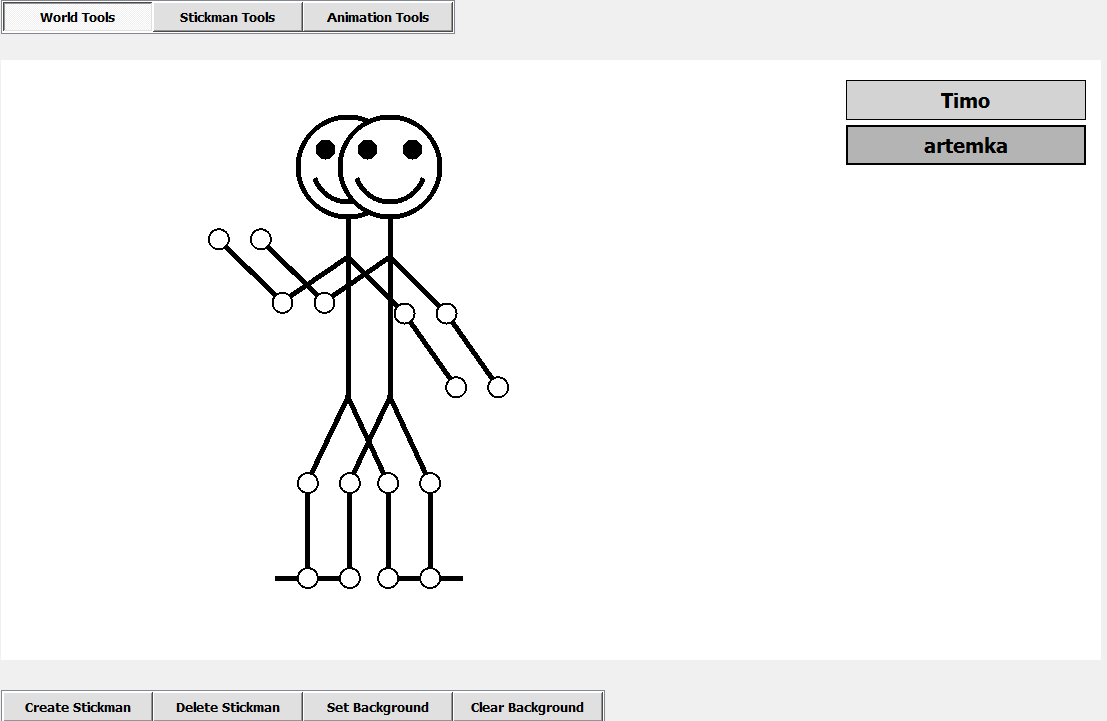 World Tools
Stickman Tools
Animation Tools
Timo
artemka
Create Stickman
Delete Stickman
Set Background
Clear Background